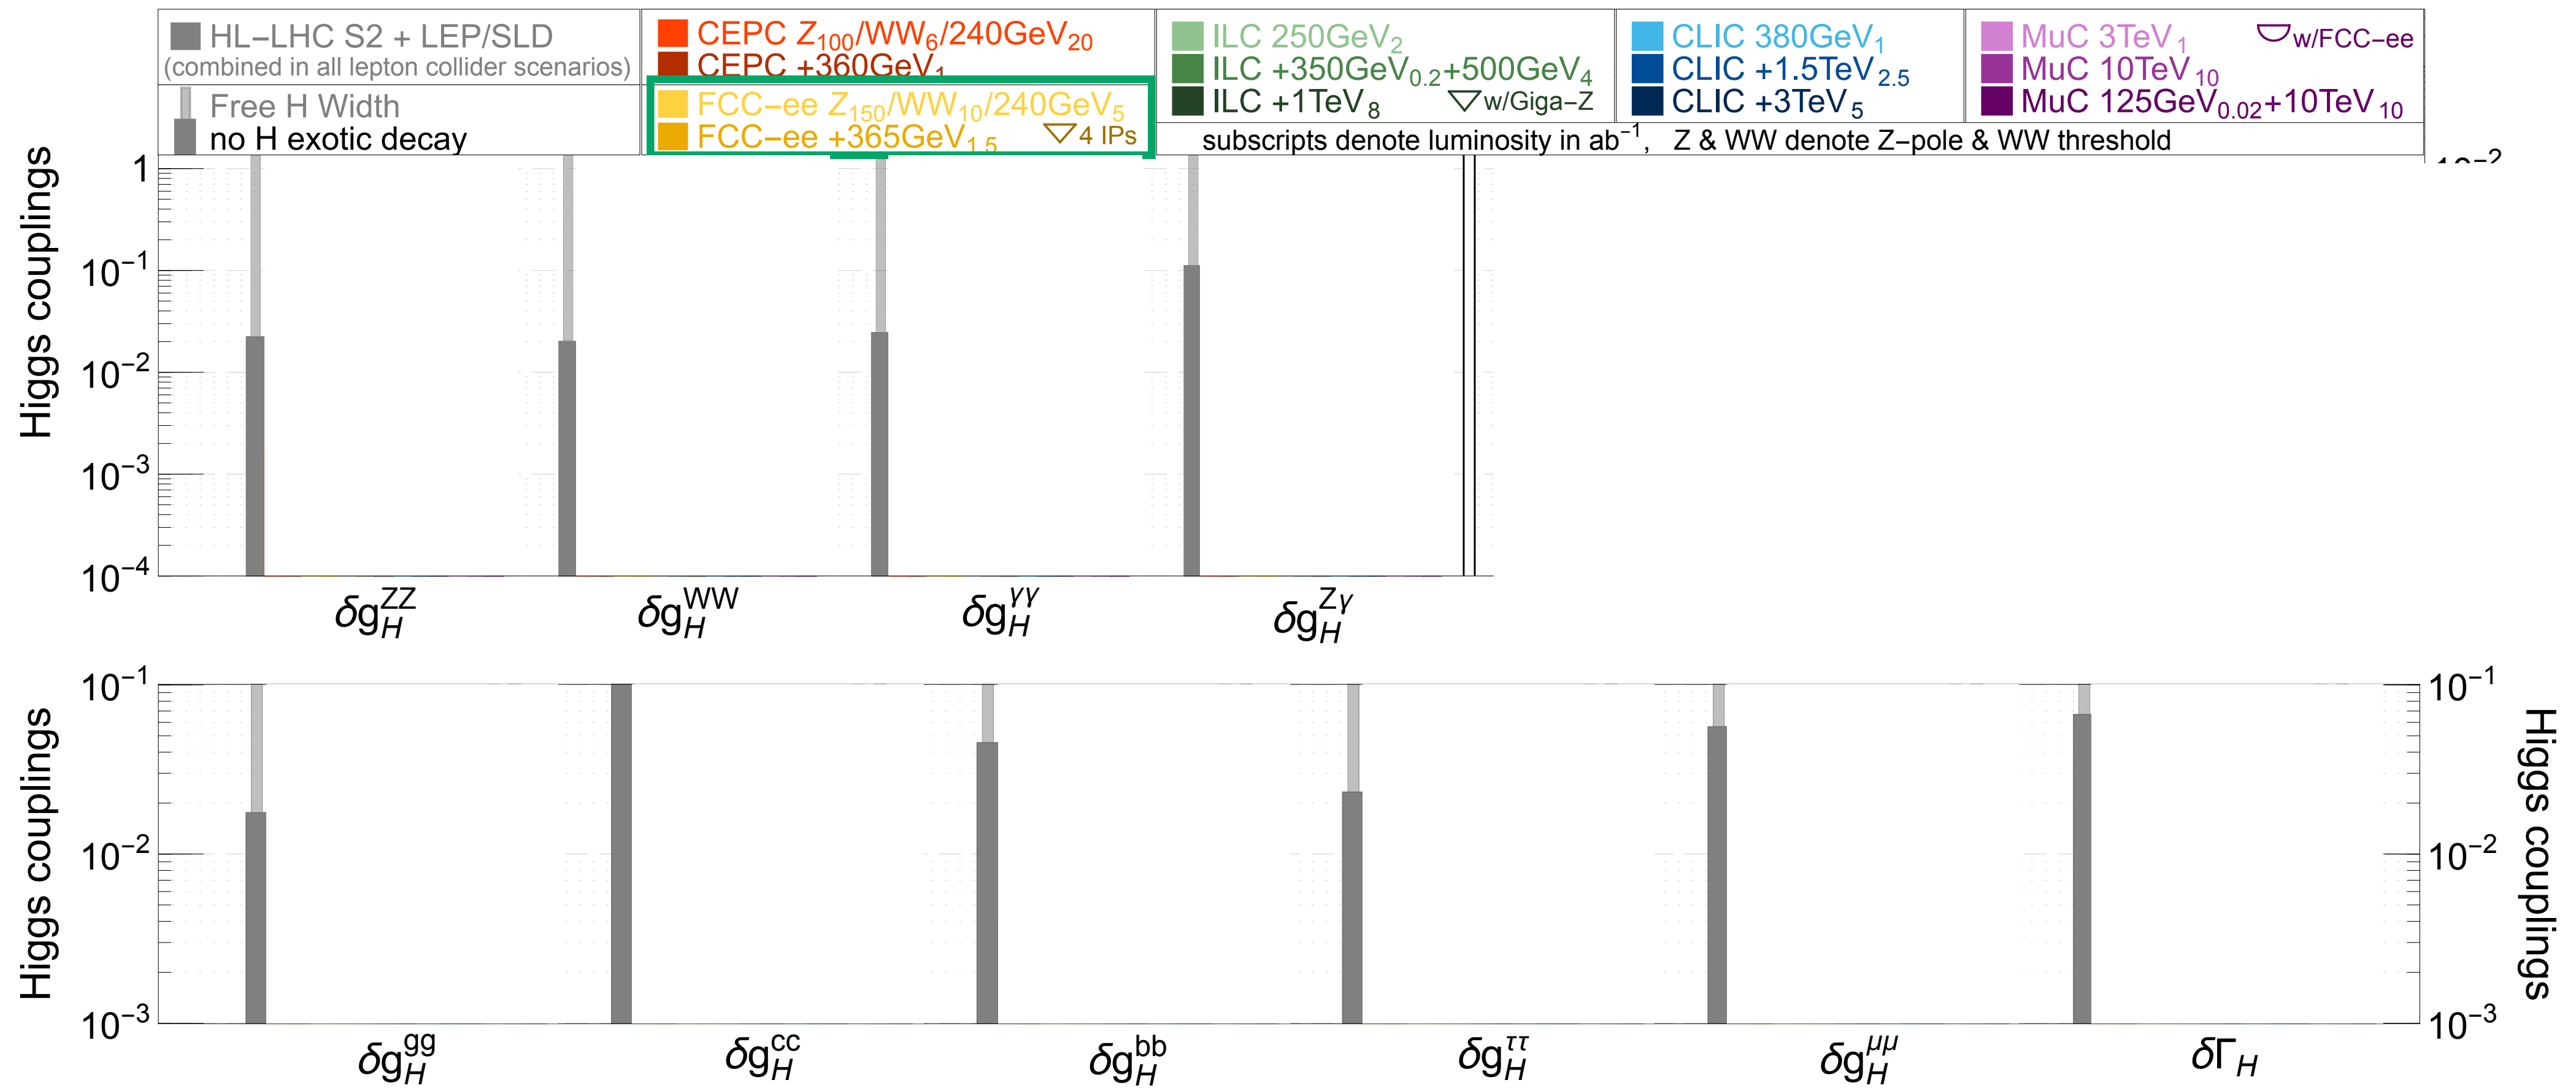 HL−LHC S2 + LEP/SLD
(combined in all lepton collider scenarios)
Free H Width
no H exotic decay
CEPC Z100/WW6/240GeV20
CEPC +360GeV1
FCC−ee Z150/WW10/240GeV5
FCC−ee +365GeV1.5 4 IPs
ILC 250GeV2
ILC +350GeV0.2+500GeV4
ILC +1TeV8 w/Giga−Z
CLIC 380GeV1
CLIC +1.5TeV2.5
CLIC +3TeV5
MuC 3TeV1 w/FCC−ee
MuC 10TeV10
MuC 125GeV0.02+10TeV10
subscripts denote luminosity in ab−1, Z & WW denote Z−pole & WW threshold
Higgs couplings
1
10−1
10−2
10−3
10−4
10−2
δgHZZ
δgHWW
δgHγγ
δgHZγ
Higgs couplings
10−1
10−2
10−3
δgHgg
δgHcc
δgHbb
δgHττ
δgHμμ
δΓH
10−1
10−2
10−3
Higgs couplings